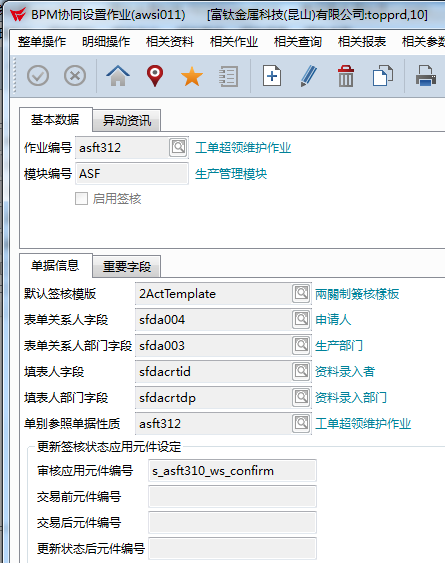 BPM协同设置作业(awsi011) [富钛金属科技(昆山)有限公司:topprd,10]
整单操作 明细操作 相关资料 相关作业 相关查询 相关报表 相关参数
基本数据 异动资讯
作业编号 asft312 工单超领维护作业
模块编号 ASF 生产管理模块
启用签核
单据信息 重要字段
默认签核模版 2ActTemplate 兩關制簽核樣板
表单关系人字段 sfda004 申请人
表单关系人部门字段 sfda003 生产部门
填表人字段 sfdacrtid 资料录入者
填表人部门字段 sfdacrtdp 资料录入部门
单别参照单据性质 asft312 工单超领维护作业
更新签核状态应用元件设定
审核应用元件编号 s_asft310_ws_confirm
交易前元件编号
交易后元件编号
更新状态后元件编号